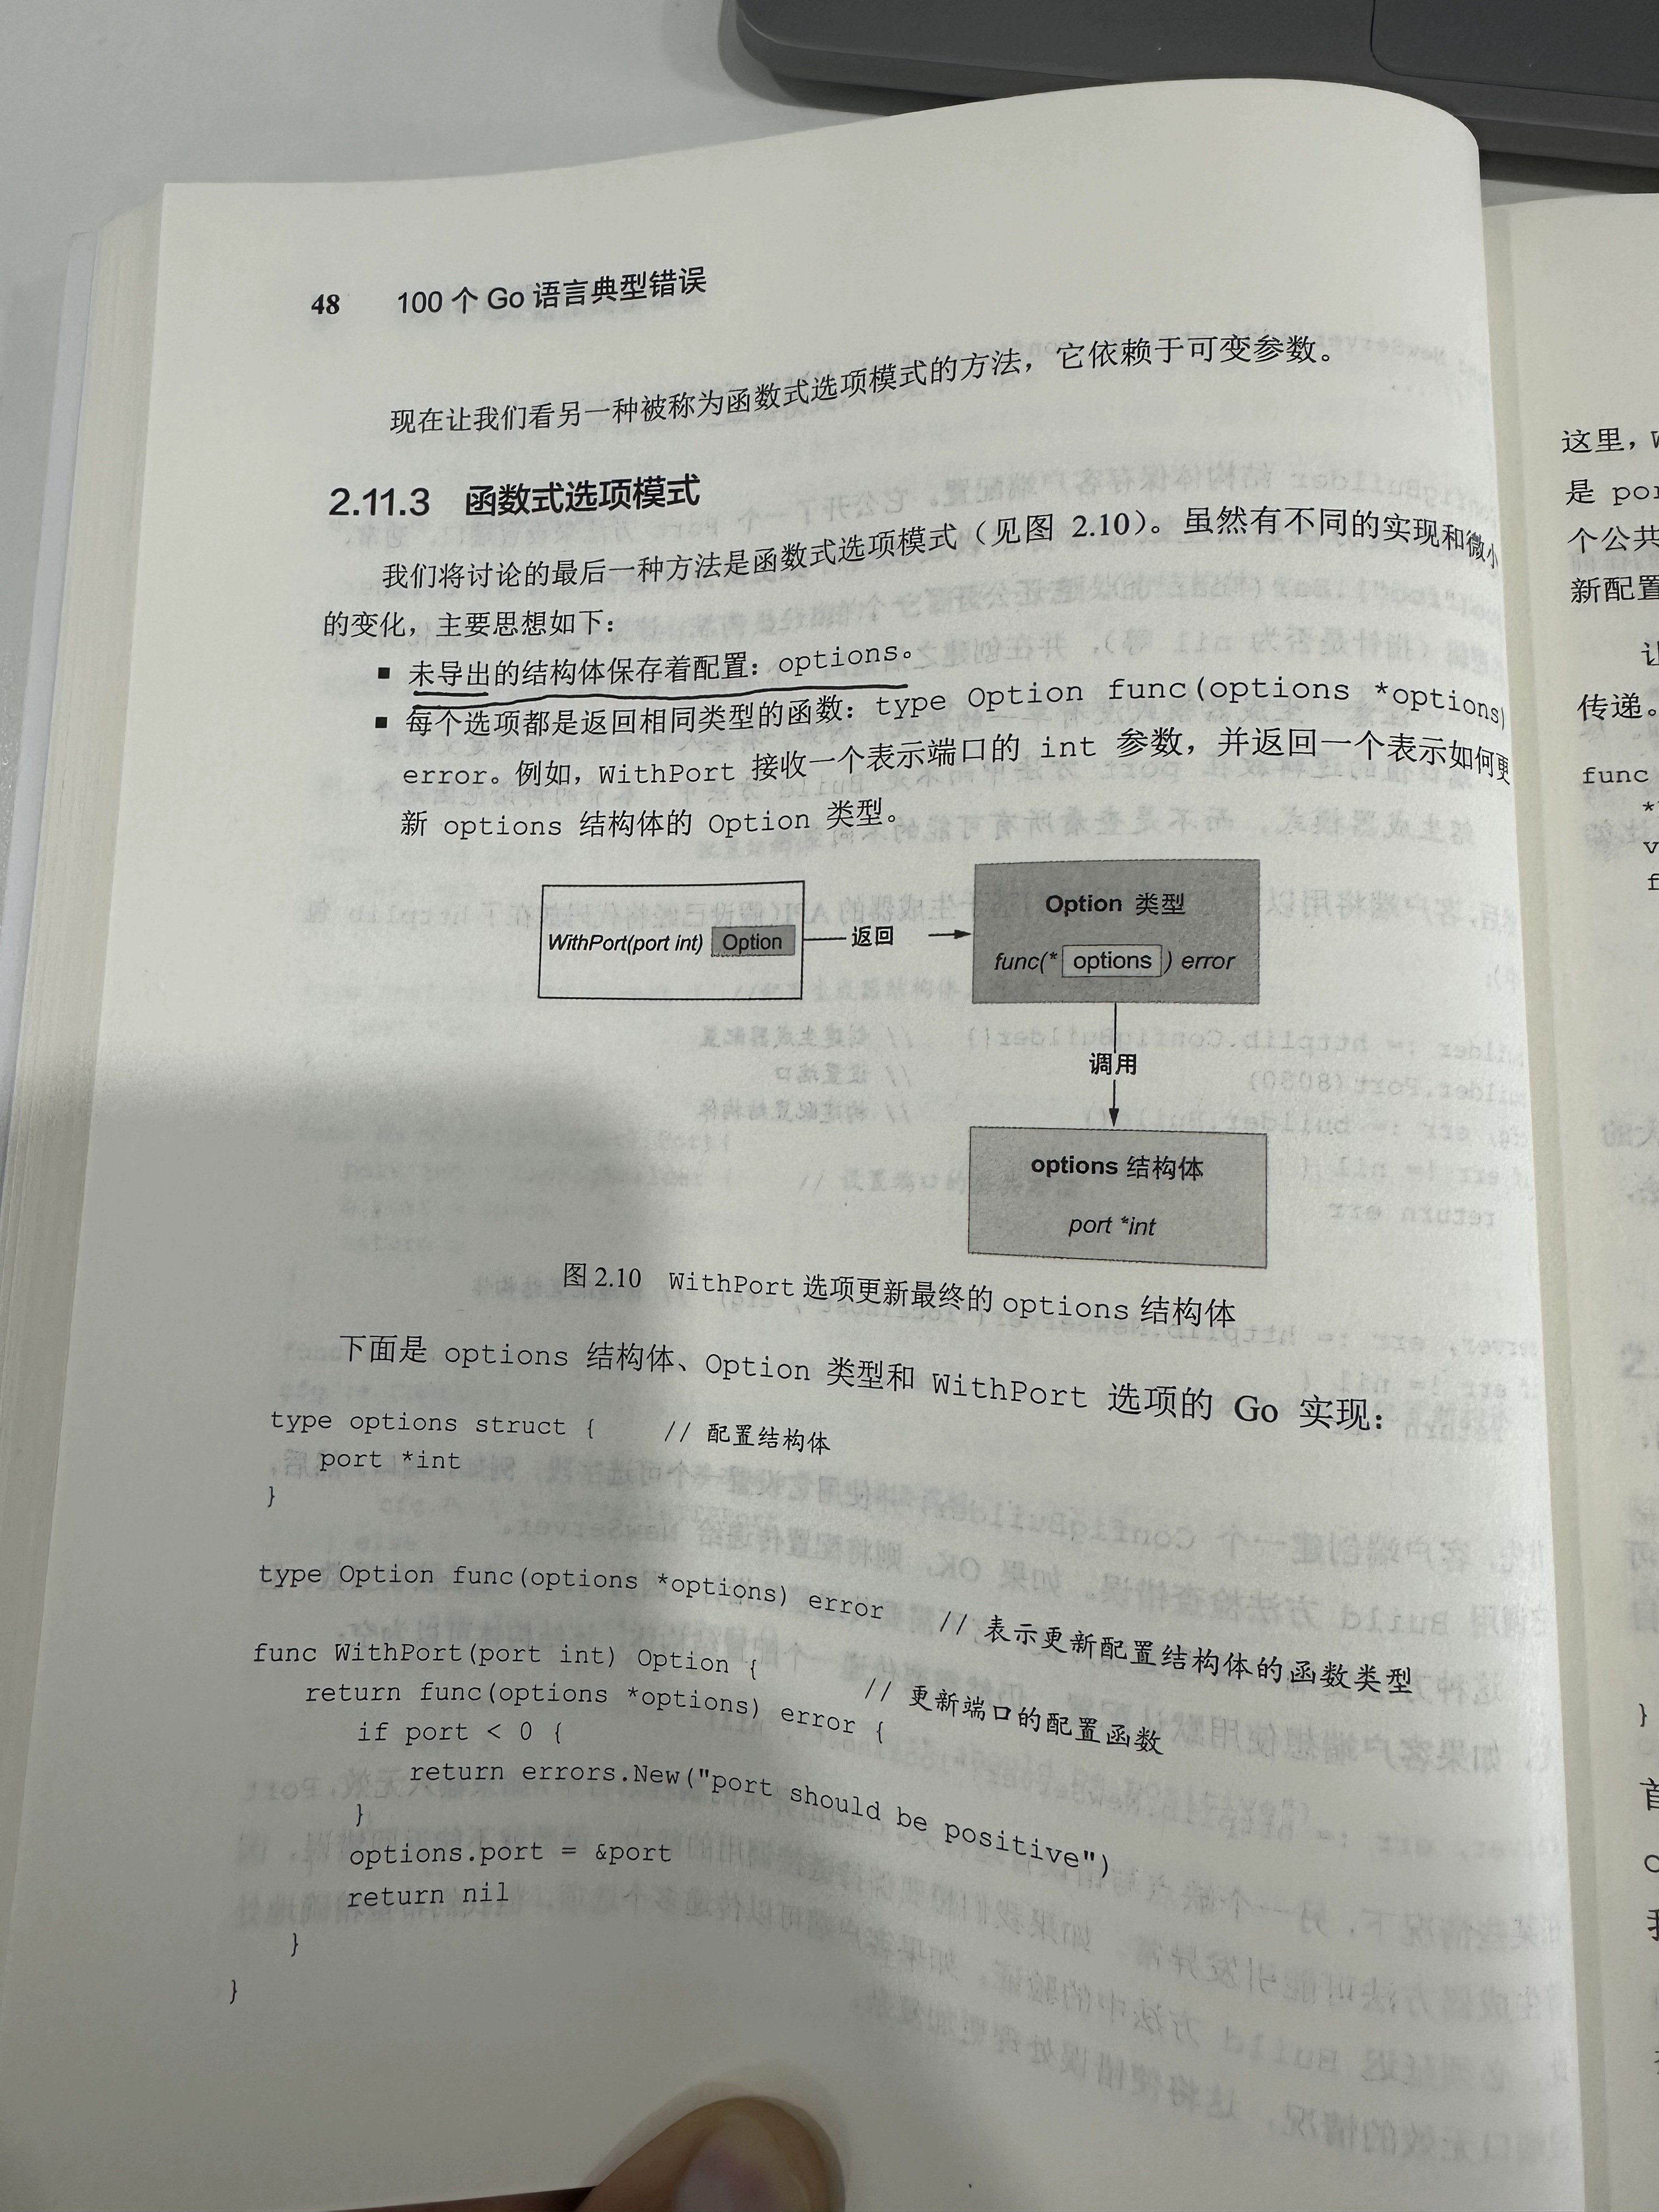 48 100 个 Go 语言典型错误
现在让我们看另一种被称为函数式选项模式的方法，它依赖于可变参数。
2.11.3 函数式选项模式
我们将讨论的最后一种方法是函数式选项模式（见图 2.10）。虽然有不同的实现和微小
的变化，主要思想如下：
■ 未导出的结构体保存着配置：options。
■ 每个选项都是返回相同类型的函数：type Option func(options *options)
error。例如，WithPort 接收一个表示端口的 int 参数，并返回一个表示如何更
新 options 结构体的 Option 类型。
WithPort(port int) Option
返回
Option 类型
func(* options ) error
调用
options 结构体
port *int
图 2.10 WithPort 选项更新最终的 options 结构体
下面是 options 结构体、Option 类型和 WithPort 选项的 Go 实现：
type options struct { // 配置结构体
port *int
}
type Option func(options *options) error // 表示更新配置结构体的函数类型
func WithPort(port int) Option { // 更新端口的配置函数
return func(options *options) error {
if port < 0 {
return errors.New("port should be positive")
}
options.port = &port
return nil
}
}
这里，
是 por
个公共
新配置
传递。
func
}